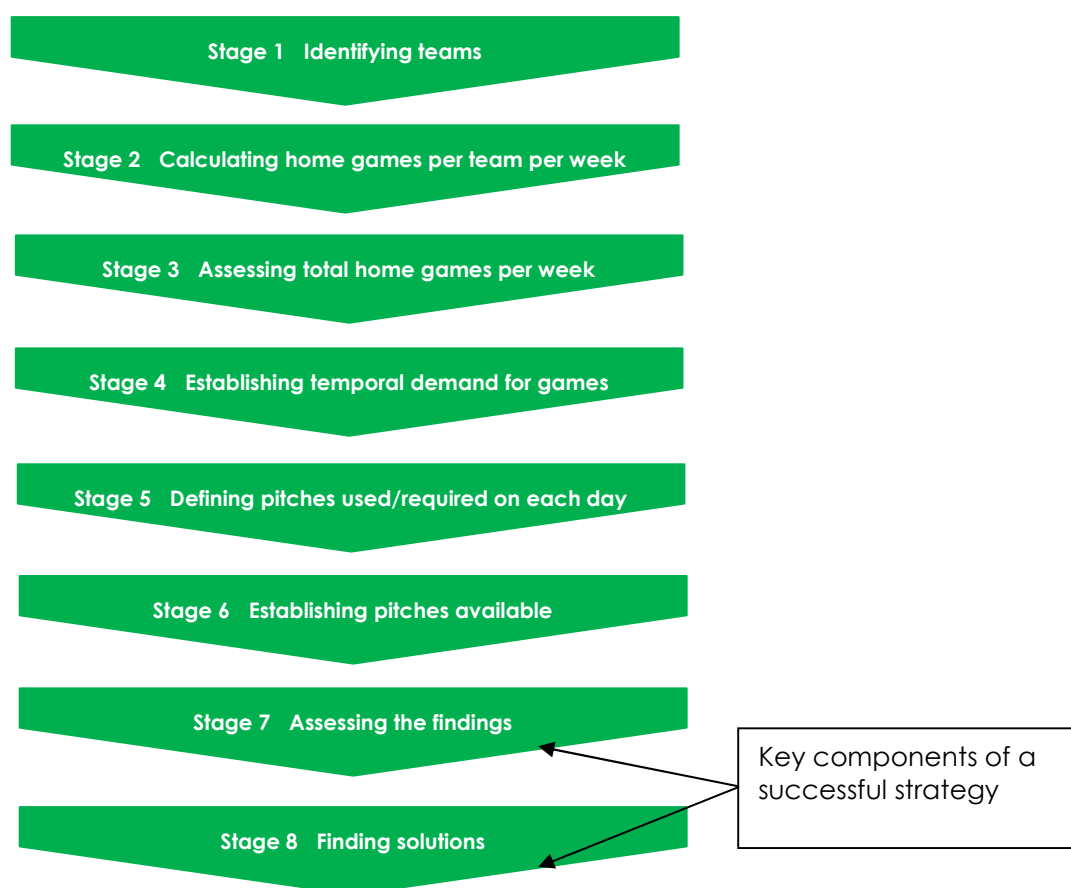 Stage 1 Identifying teams
Stage 2 Calculating home games per team per week
Stage 3 Assessing total home games per week
Stage 4 Establishing temporal demand for games
Stage 5 Defining pitches used/required on each day
Stage 6 Establishing pitches available
Stage 7 Assessing the findings
Key components of a
successful strategy
Stage 8 Finding solutions